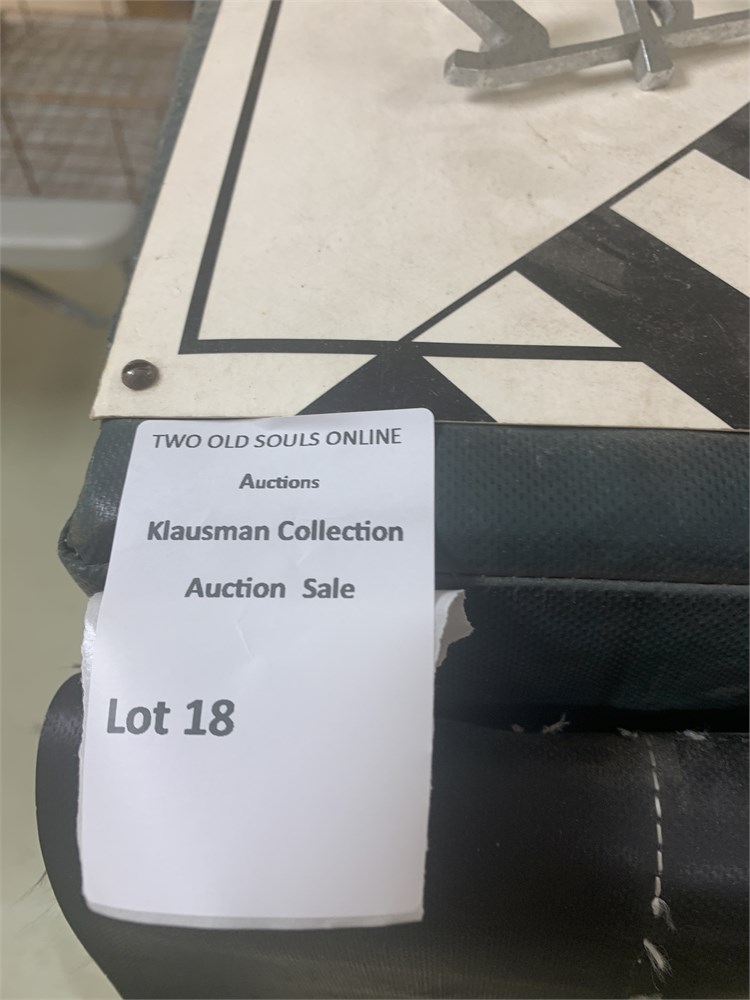 TWO OLD SOULS ONLINE
Auctions
Klausman Collection
Auction Sale
Lot 18